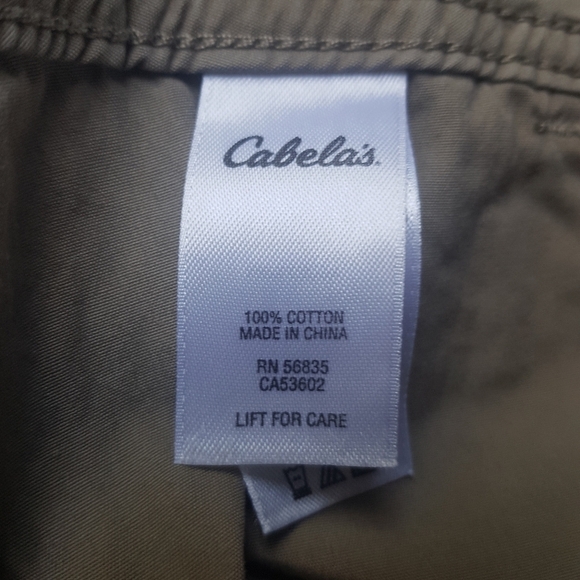 Cabela's.
100% COTTON
MADE IN CHINA
RN 56835
CA53602
LIFT FOR CARE